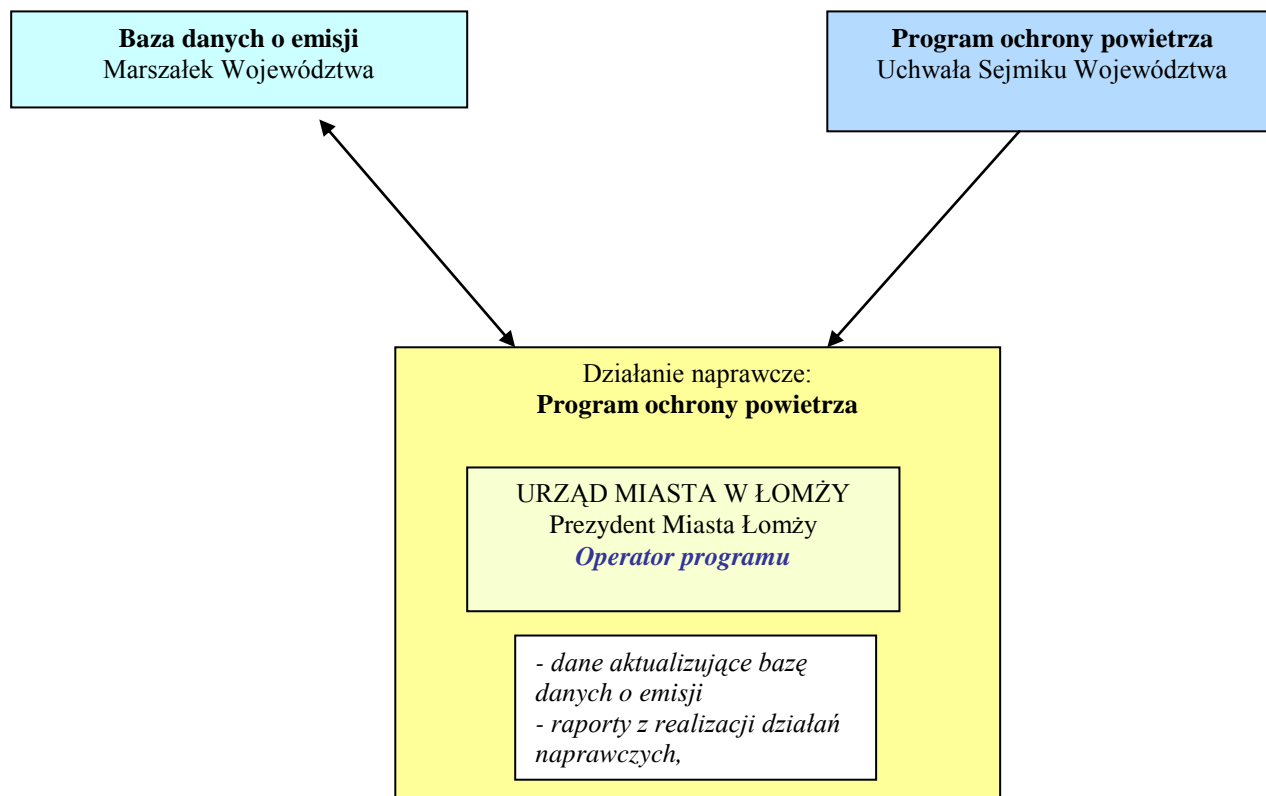 Baza danych o emisji
Marszałek Województwa
Program ochrony powietrza
Uchwała Sejmiku Województwa
Działanie naprawcze:
Program ochrony powietrza
URZĄD MIASTA W ŁOMŻY
Prezydent Miasta Łomży
Operator programu
- dane aktualizujące bazę
danych o emisji
- raporty z realizacji działań
naprawczych,